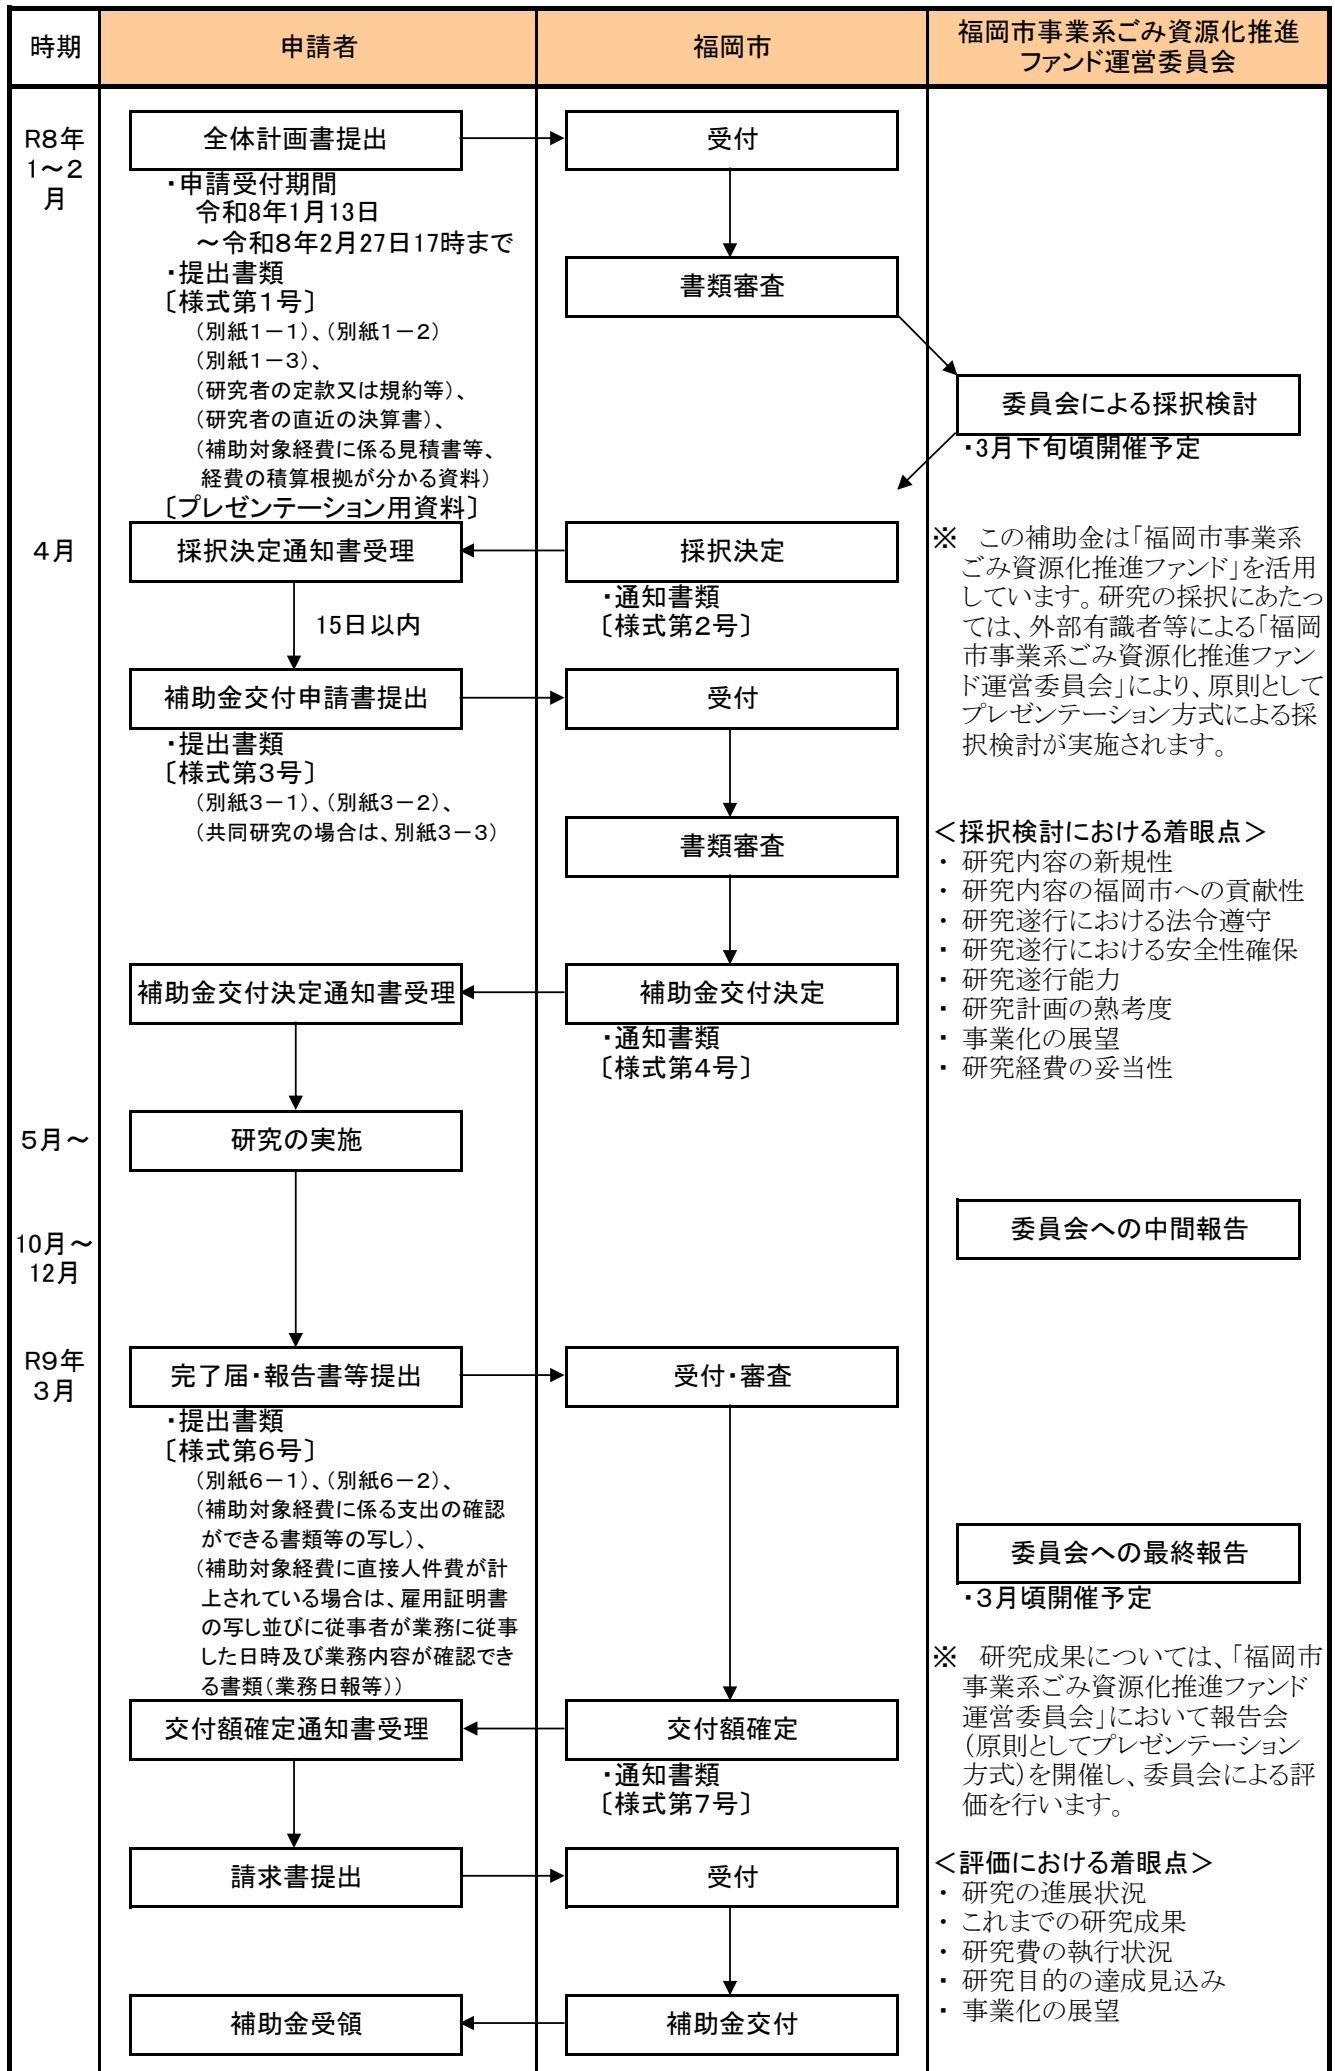 時期
申請者
福岡市
福岡市事業系ごみ資源化推進
ファンド運営委員会
R8年
1～2
月
全体計画書提出
受付
・申請受付期間
令和8年1月13日
～令和8年2月27日17時まで
・提出書類
〔様式第1号〕
（別紙1－1）、（別紙1－2）
（別紙1－3）、
（研究者の定款又は規約等）、
（研究者の直近の決算書）、
（補助対象経費に係る見積書等、
経費の積算根拠が分かる資料）
〔プレゼンテーション用資料〕
書類審査
委員会による採択検討
・3月下旬頃開催予定
4月
採択決定通知書受理
採択決定
・通知書類
〔様式第2号〕
15日以内
※　この補助金は「福岡市事業系
ごみ資源化推進ファンド」を活用
しています。研究の採択にあたっ
ては、外部有識者等による「福岡
市事業系ごみ資源化推進ファン
ド運営委員会」により、原則として
プレゼンテーション方式による採
択検討が実施されます。
補助金交付申請書提出
受付
・提出書類
〔様式第3号〕
（別紙3－1）、（別紙3－2）、
（共同研究の場合は、別紙3－3）
書類審査
＜採択検討における着眼点＞
・ 研究内容の新規性
・ 研究内容の福岡市への貢献性
・ 研究遂行における法令遵守
・ 研究遂行における安全性確保
・ 研究遂行能力
・ 研究計画の熟考度
・ 事業化の展望
・ 研究経費の妥当性
補助金交付決定通知書受理
補助金交付決定
・通知書類
〔様式第4号〕
5月～
研究の実施
10月～
12月
委員会への中間報告
R9年
3月
完了届・報告書等提出
受付・審査
・提出書類
〔様式第6号〕
（別紙6－1）、（別紙6－2）、
（補助対象経費に係る支出の確認
ができる書類等の写し）、
（補助対象経費に直接人件費が計
上されている場合は、雇用証明書
の写し並びに従事者が業務に従事
した日時及び業務内容が確認でき
る書類（業務日報等））
委員会への最終報告
・3月頃開催予定
※　研究成果については、「福岡市
事業系ごみ資源化推進ファンド
運営委員会」において報告会
（原則としてプレゼンテーション
方式）を開催し、委員会による評
価を行います。
交付額確定通知書受理
交付額確定
・通知書類
〔様式第7号〕
請求書提出
受付
＜評価における着眼点＞
・ 研究の進展状況
・ これまでの研究成果
・ 研究費の執行状況
・ 研究目的の達成見込み
・ 事業化の展望
補助金受領
補助金交付